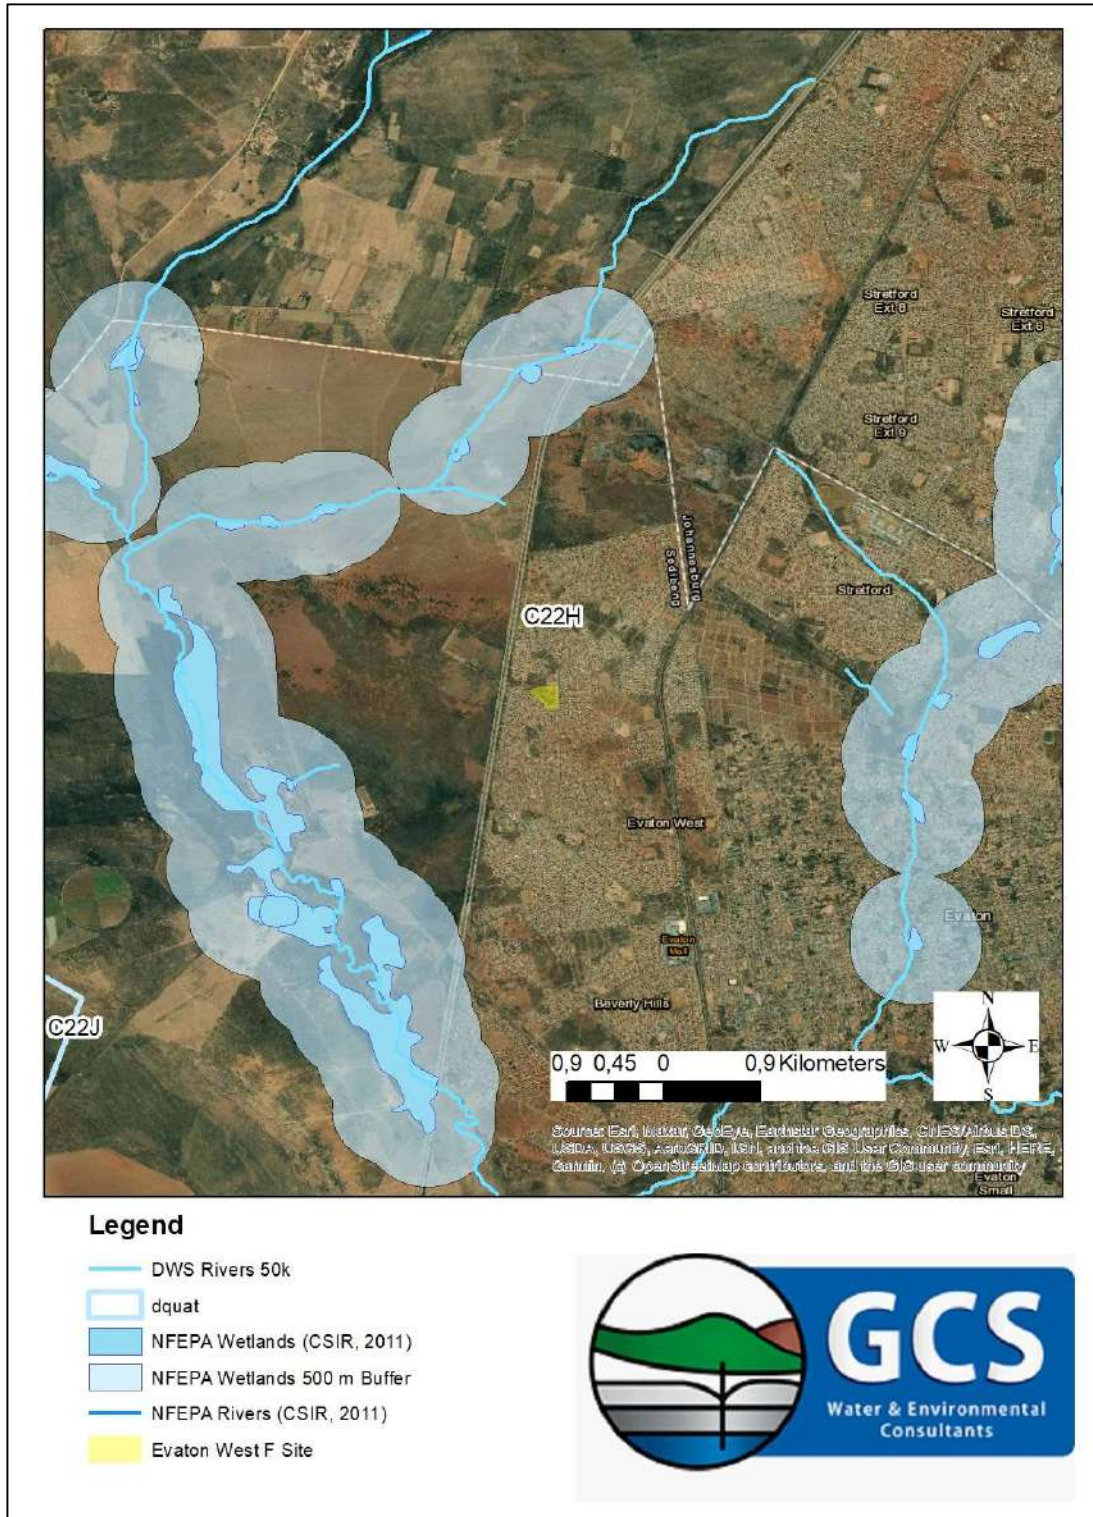 Stretford
Ext 8
Stretford
Ext 6
Stretford
Ext 9
Johannesburg
Sedibeng
Stretford
C22H
Evaton West
Evaton
Evaton
Mall
Beverly Hills
C22J
N
W
E
S
0,9 0,45 0 0,9 Kilometers
Source: Esri, Maxar, GeoEye, Earthstar Geographics, CNES/Airbus DS,
USDA, USGS, AeroGRID, IGN, and the GIS User Community, Esri, HERE,
Garmin, (c) OpenStreetMap contributors, and the GIS user community
Evaton
Small
Legend
DWS Rivers 50k
dquat
NFEPA Wetlands (CSIR, 2011)
NFEPA Wetlands 500 m Buffer
NFEPA Rivers (CSIR, 2011)
Evaton West F Site
GCS
Water & Environmental
Consultants